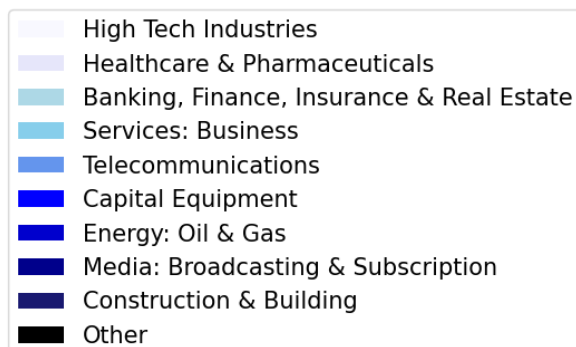 High Tech Industries
Healthcare & Pharmaceuticals
Banking, Finance, Insurance & Real Estate
Services: Business
Telecommunications
Capital Equipment
Energy: Oil & Gas
Media: Broadcasting & Subscription
Construction & Building
Other